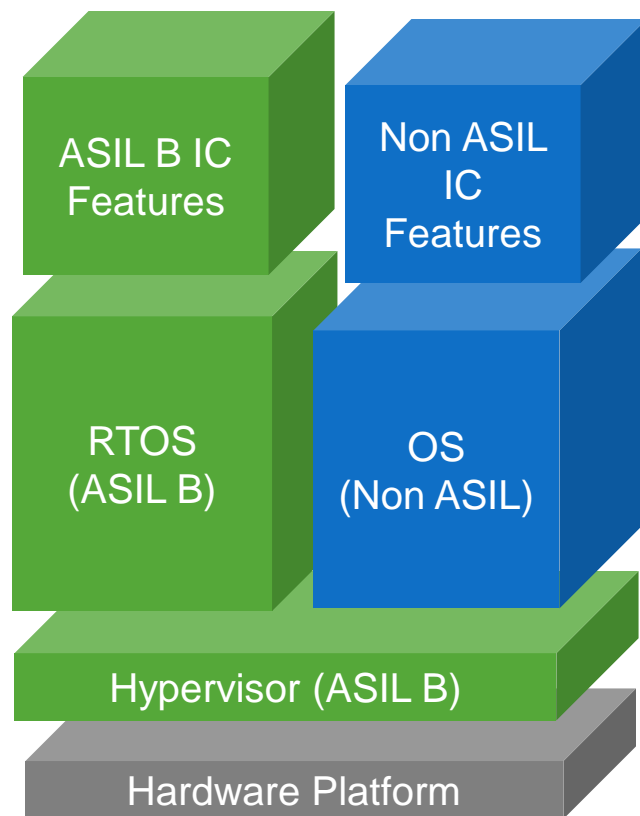 ASIL B IC
Features
Non ASIL
IC
Features
RTOS
(ASIL B)
OS
(Non ASIL)
Hypervisor (ASIL B)
Hardware Platform